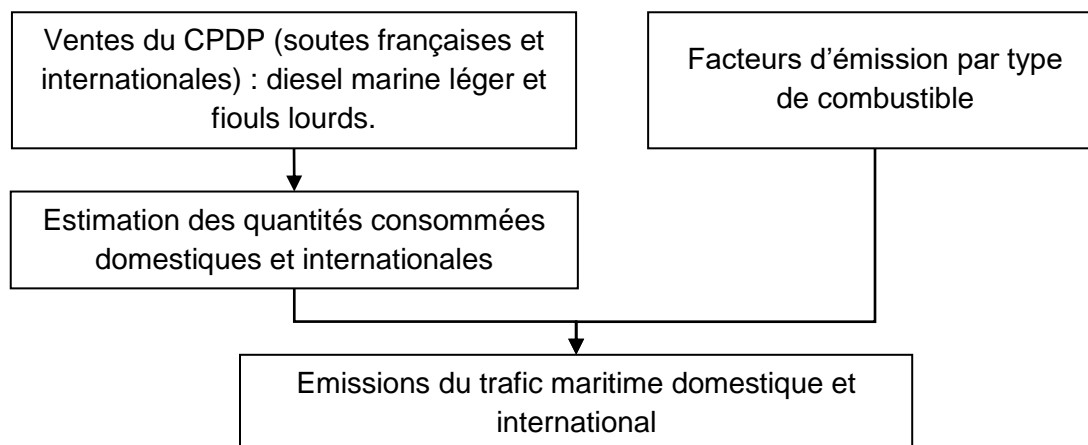 Ventes du CPDP (soutes françaises et
internationales) : diesel marine léger et
fiouls lourds.
Facteurs d'émission par type
de combustible
Estimation des quantités consommées
domestiques et internationales
Emissions du trafic maritime domestique et
international